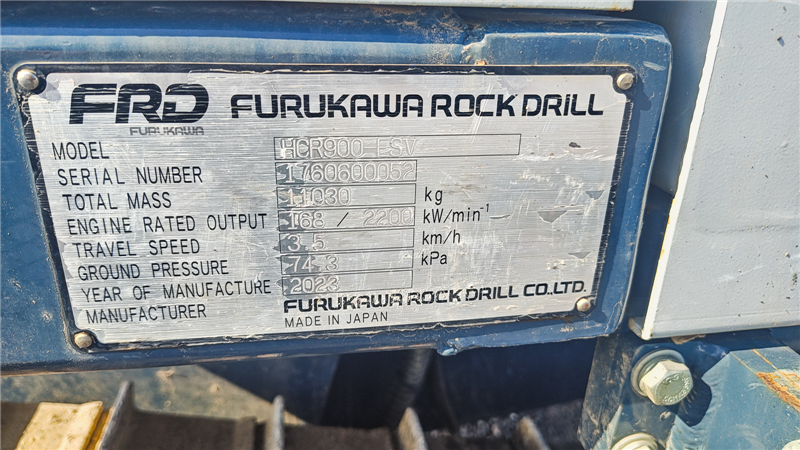 FRD FURUKAWA ROCK DRILL
FURUKAWA
MODEL HCR900-ESV
SERIAL NUMBER 1760600052
TOTAL MASS 11030 kg
ENGINE RATED OUTPUT 168 / 2200 kW/min⁻¹
TRAVEL SPEED 3.5 km/h
GROUND PRESSURE 74.3 kPa
YEAR OF MANUFACTURE 2023
MANUFACTURER FURUKAWA ROCK DRILL CO.,LTD.
MADE IN JAPAN